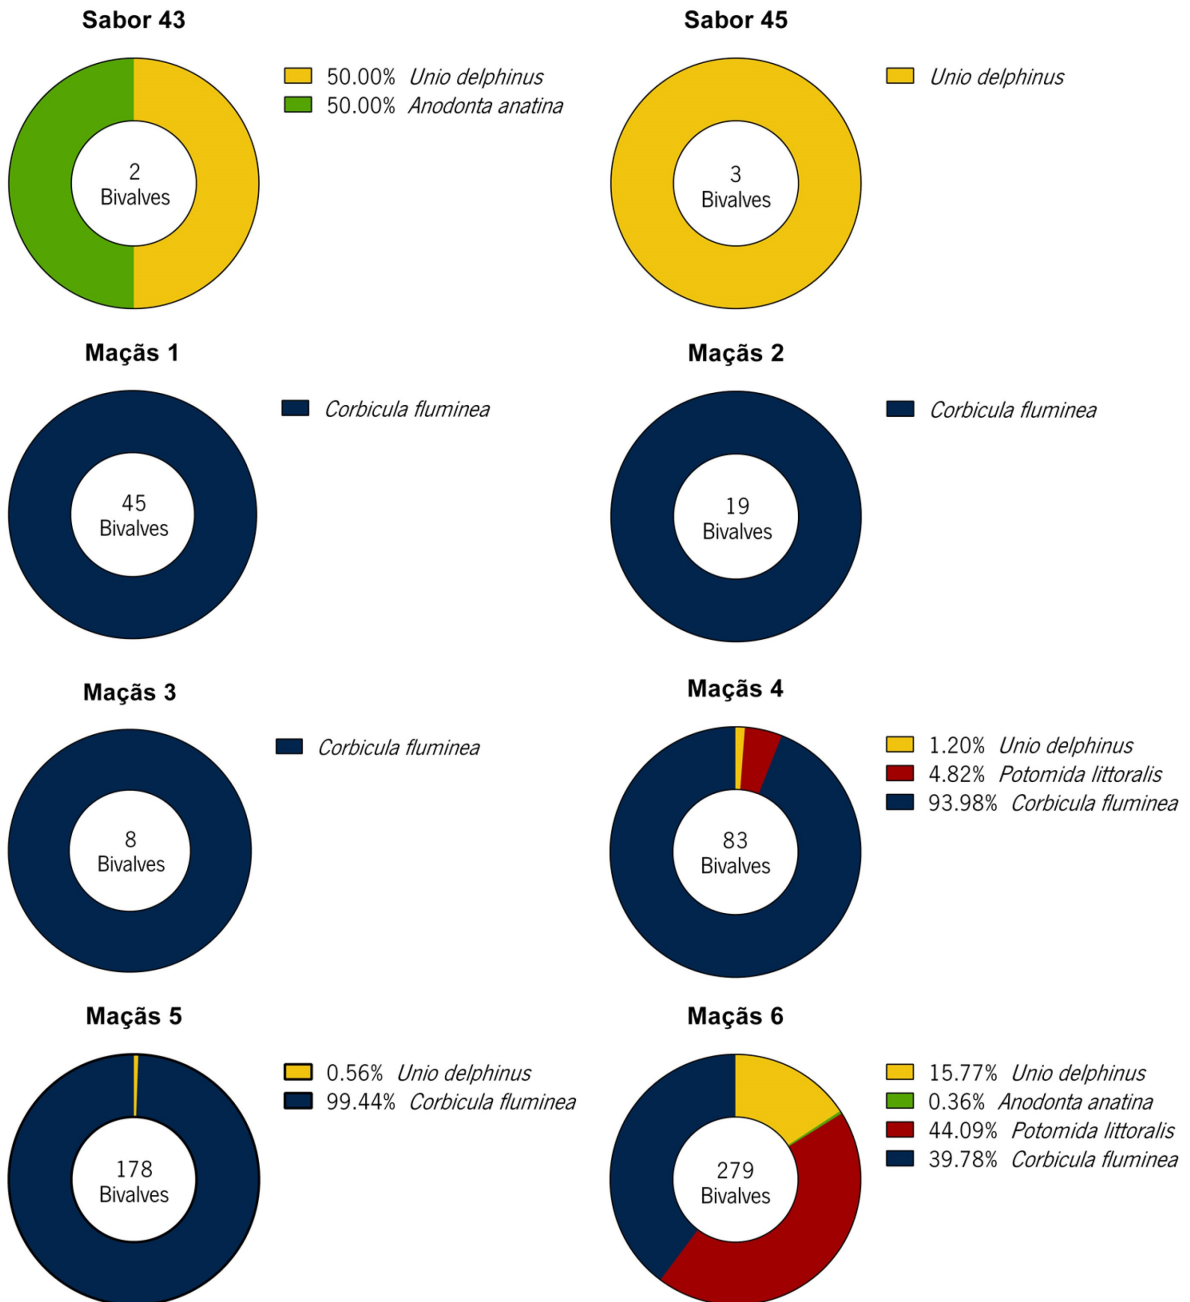 Sabor 43
50.00% Unio delphinus
50.00% Anodonta anatina
2
Bivalves
Sabor 45
Unio delphinus
3
Bivalves
Maçãs 1
Corbicula fluminea
45
Bivalves
Maçãs 2
Corbicula fluminea
19
Bivalves
Maçãs 3
Corbicula fluminea
8
Bivalves
Maçãs 4
1.20% Unio delphinus
4.82% Potomida littoralis
93.98% Corbicula fluminea
83
Bivalves
Maçãs 5
0.56% Unio delphinus
99.44% Corbicula fluminea
178
Bivalves
Maçãs 6
15.77% Unio delphinus
0.36% Anodonta anatina
44.09% Potomida littoralis
39.78% Corbicula fluminea
279
Bivalves